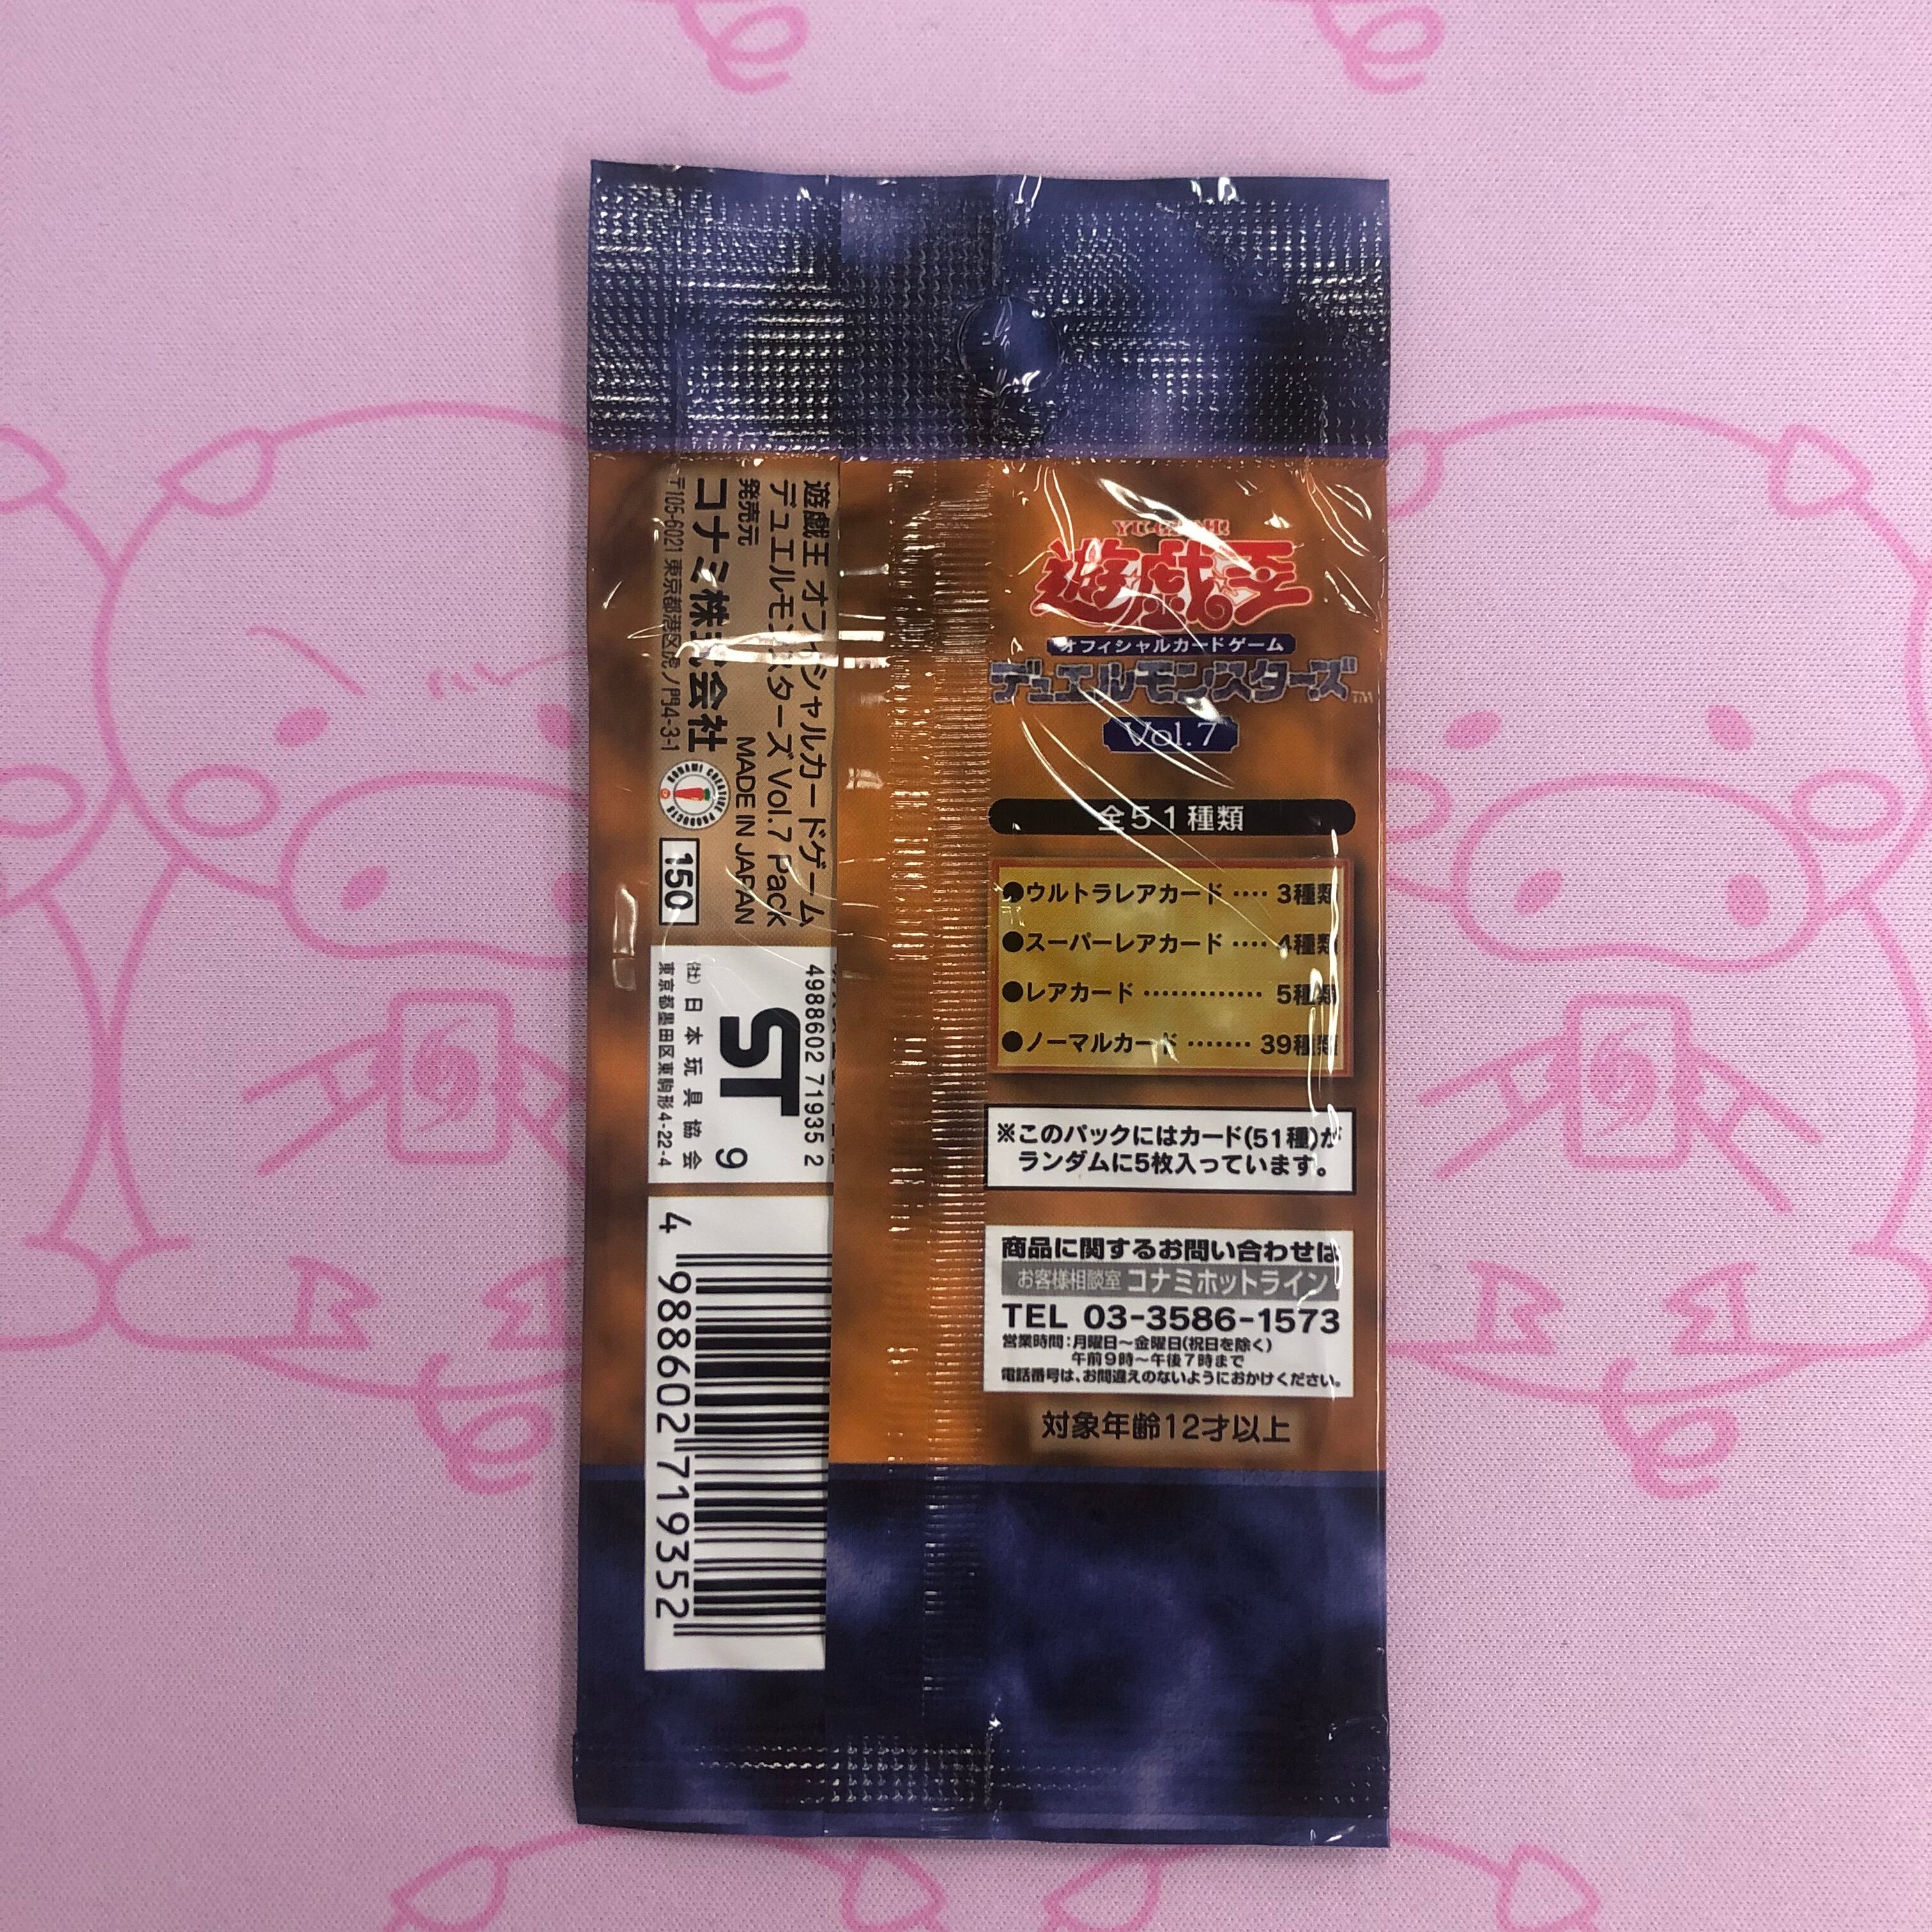 遊戯王
オフィシャルカードゲーム
デュエルモンスターズ™
Vol.7
全51種類
●ウルトラレアカード ‥‥ 3種類
●スーパーレアカード ‥‥ 4種類
●レアカード ‥‥‥‥‥‥‥ 5種類
●ノーマルカード ‥‥‥‥ 39種類
※このパックにはカード(51種)が
ランダムに5枚入っています。
商品に関するお問い合わせは
お客様相談室 コナミホットライン
TEL 03-3586-1573
営業時間:月曜日～金曜日(祝日を除く)
午前9時～午後7時まで
電話番号は、お間違えのないようにおかけください。
対象年齢12才以上
遊戯王 オフィシャルカードゲーム
デュエルモンスターズ Vol.7 Pack
発売元
MADE IN JAPAN
コナミ株式会社
〒105-6021 東京都港区虎ノ門4-3-1
KONAMI CREATIVE PRODUCTS
150
4988602 71935 2
ST 9
(社)日本玩具協会
東京都墨田区東駒形4-22-4
4 988602 719352